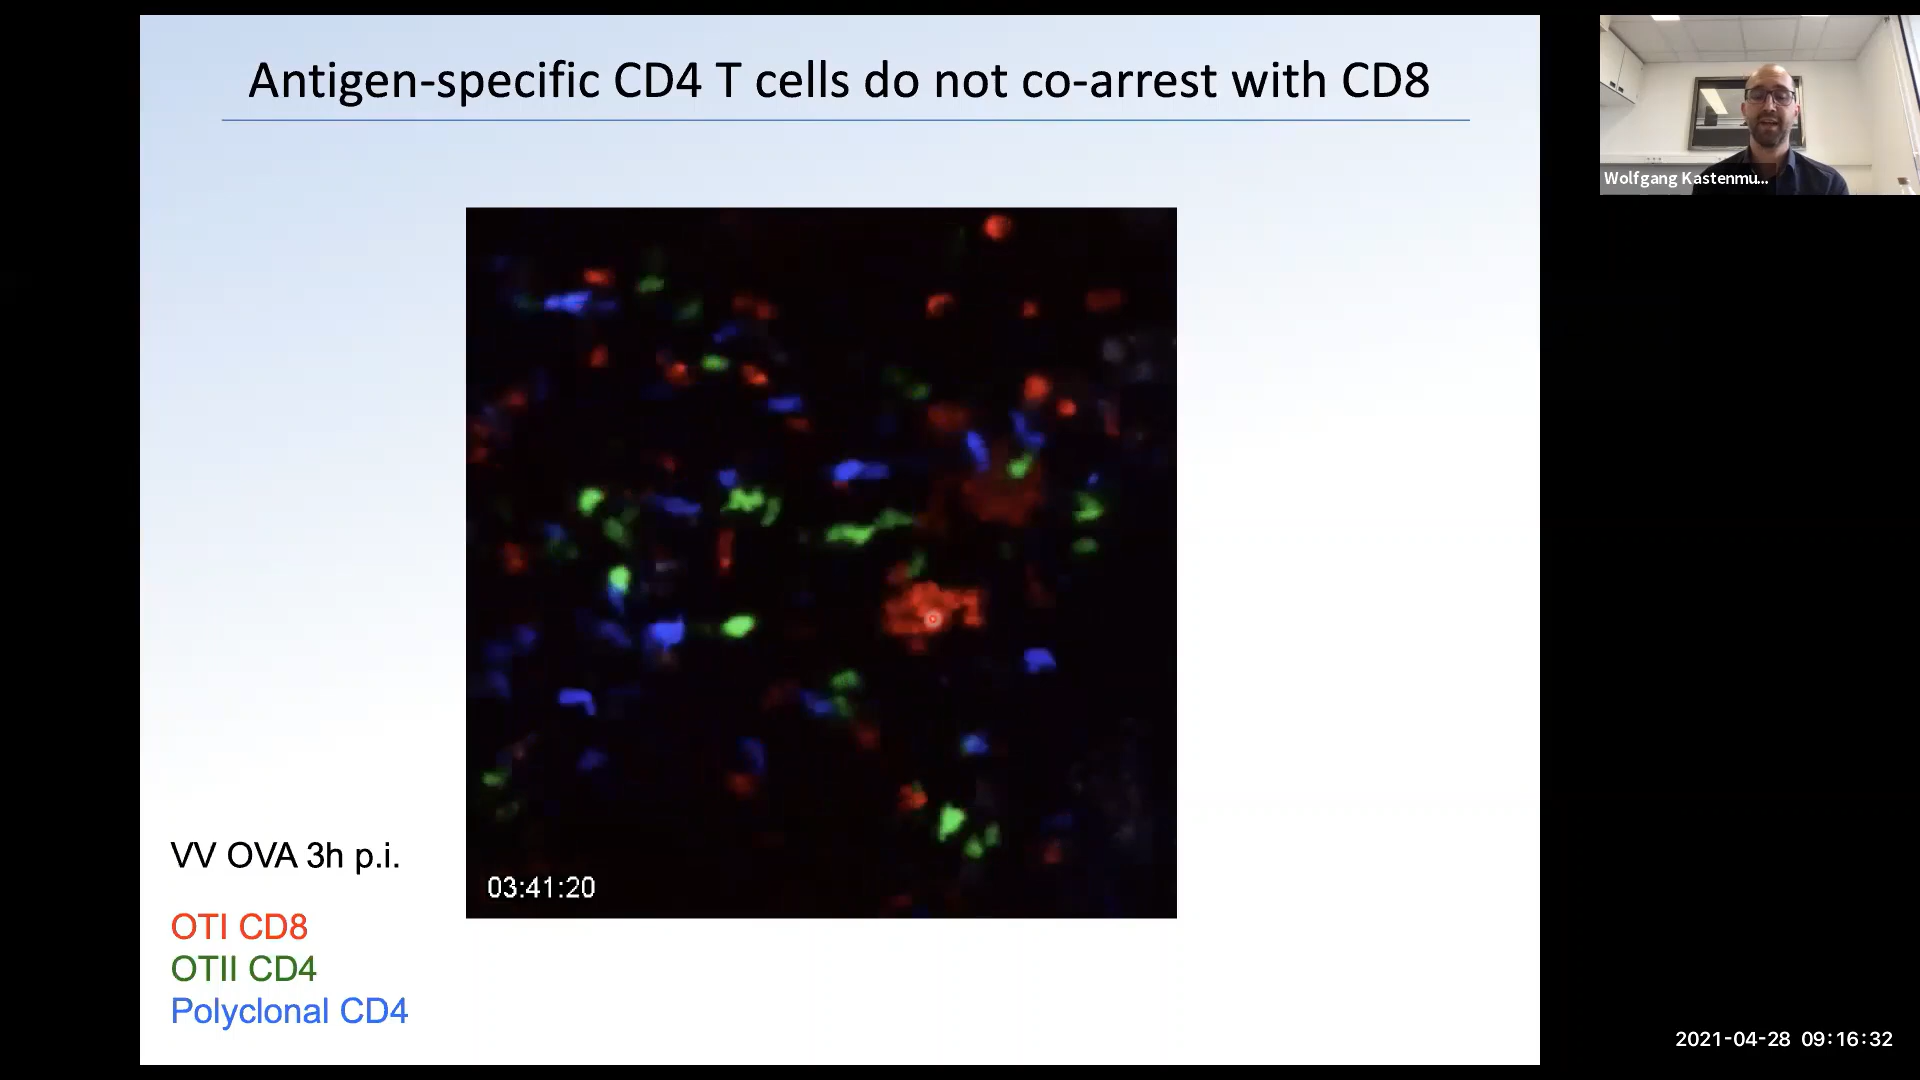 Antigen-specific CD4 T cells do not co-arrest with CD8
Wolfgang Kastenmu...
VV OVA 3h p.i.
03:41:20
OTI CD8
OTII CD4
Polyclonal CD4
2021-04-28 09:16:32